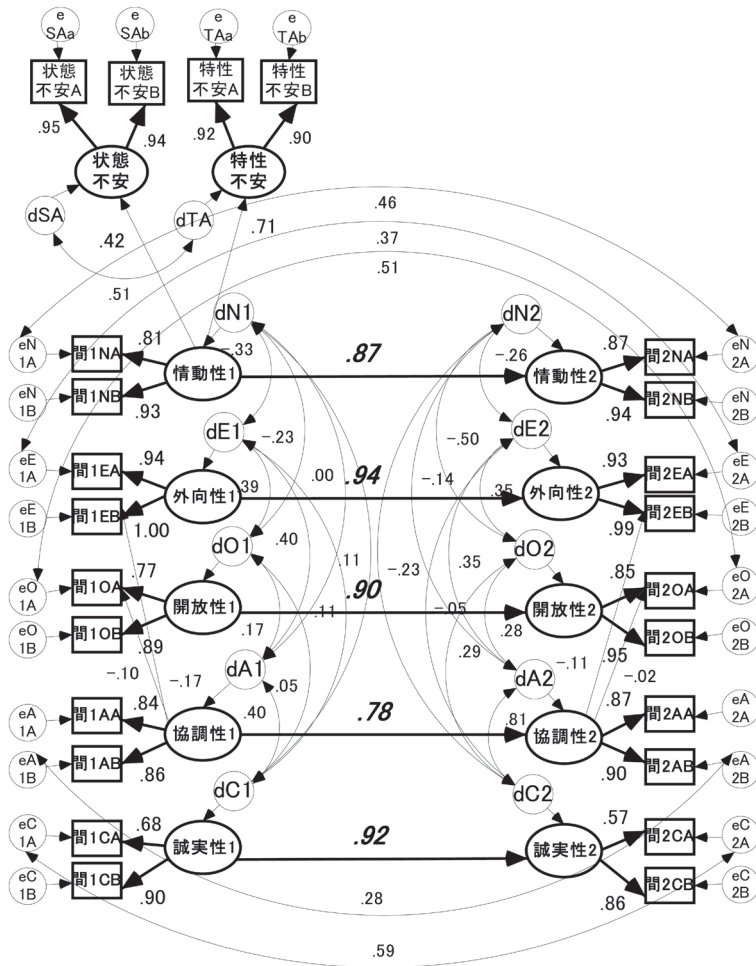 e
SAa
e
SAb
e
TAa
e
TAb
状態
不安A
状態
不安B
特性
不安A
特性
不安B
.95
.94
.92
.90
状態
不安
特性
不安
dSA
dTA
.42
.71
.51
.46
.37
.51
dN1
dN2
eN
1A
間1NA
.81
-.33
.87
-.26
.87
間2NA
eN
2A
情動性1
情動性2
eN
1B
間1NB
.93
.94
間2NB
eN
2B
dE1
dE2
-.23
-.50
eE
1A
間1EA
.94
.39
.00
.94
-.14
.35
.93
間2EA
eE
2A
外向性1
外向性2
eE
1B
間1EB
1.00
.99
間2EB
eE
2B
dO1
.40
.11
.35
dO2
eO
1A
間1OA
.77
.11
.90
-.23
-.05
.85
間2OA
eO
2A
開放性1
開放性2
eO
1B
間1OB
.89
.17
.28
.95
間2OB
eO
2B
-.10
-.17
dA1
.05
.29
dA2
-.11
-.02
eA
1A
間1AA
.84
.40
.78
.81
.87
間2AA
eA
2A
協調性1
協調性2
eA
1B
間1AB
.86
.90
間2AB
eA
2B
dC1
dC2
eC
1A
間1CA
.68
.92
.57
間2CA
eC
2A
誠実性1
誠実性2
eC
1B
間1CB
.90
.86
間2CB
eC
2B
.28
.59